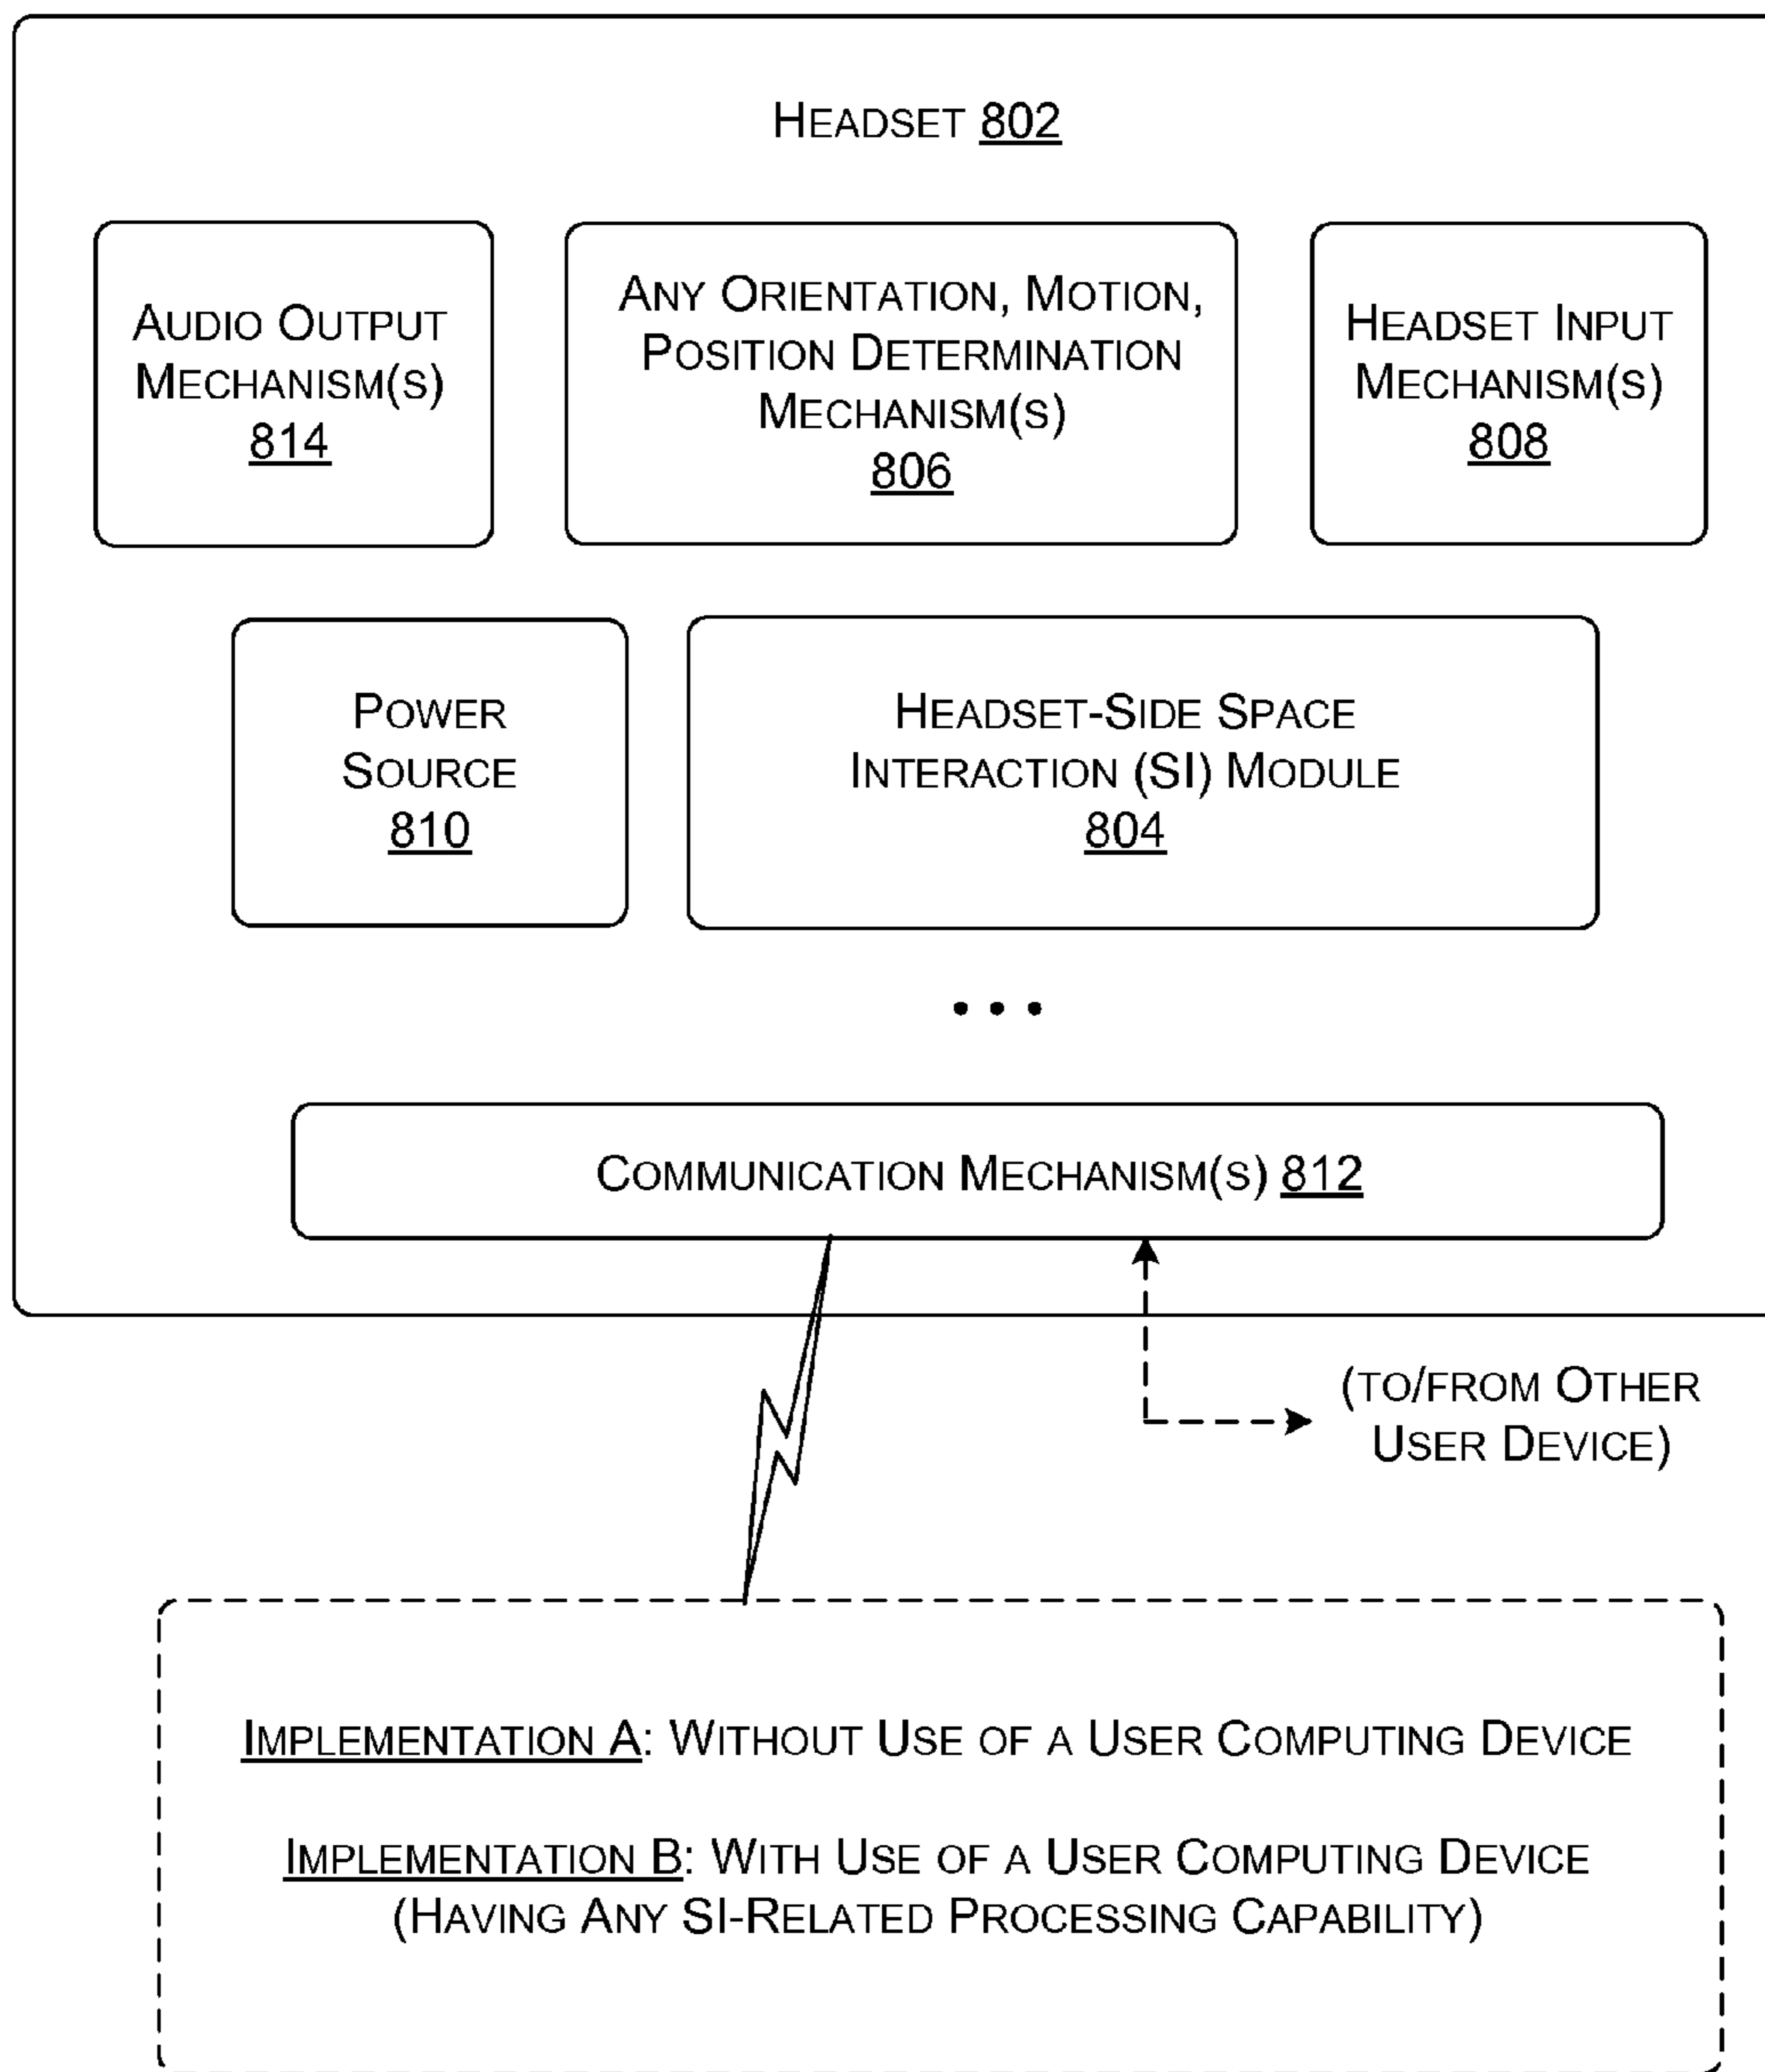 HEADSET 802
AUDIO OUTPUT
MECHANISM(S)
814
ANY ORIENTATION, MOTION,
POSITION DETERMINATION
MECHANISM(S)
806
HEADSET INPUT
MECHANISM(S)
808
POWER
SOURCE
810
HEADSET-SIDE SPACE
INTERACTION (SI) MODULE
804
...
COMMUNICATION MECHANISM(S) 812
(TO/FROM OTHER
USER DEVICE)
IMPLEMENTATION A: WITHOUT USE OF A USER COMPUTING DEVICE
IMPLEMENTATION B: WITH USE OF A USER COMPUTING DEVICE
(HAVING ANY SI-RELATED PROCESSING CAPABILITY)